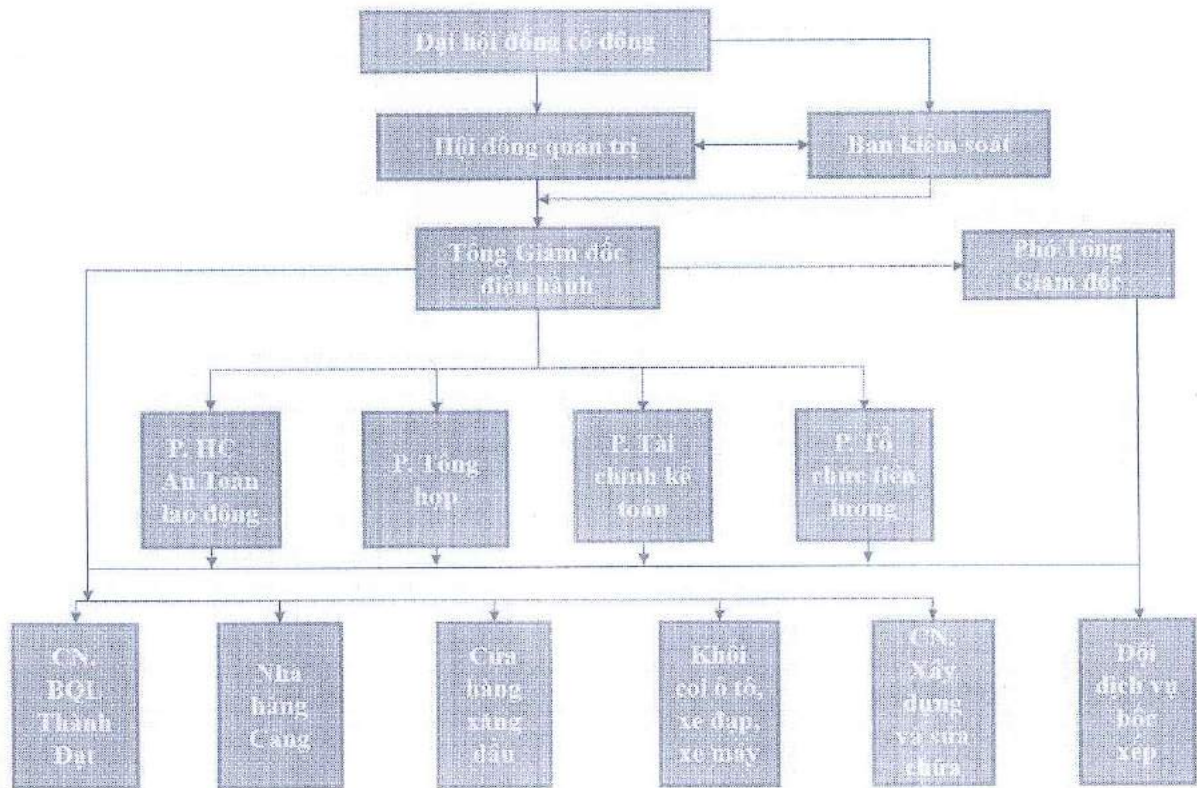 Đại hội đồng cổ đông
Hội đồng quản trị
Ban kiểm soát
Tổng Giám đốc
điều hành
Phó Tổng
Giám đốc
P. HC
An Toàn
lao động
P. Tổng
hợp
P. Tài
chính kế
toán
P. Tổ
chức tiền
lương
CN.
BQL
Thành
Đạt
Nhà
hàng
Cảng
Cửa
hàng
xăng
dầu
Khối
coi ô tô,
xe đạp,
xe máy
CN.
Xây
dựng
và sửa
chữa
Đội
dịch vụ
bốc
xếp